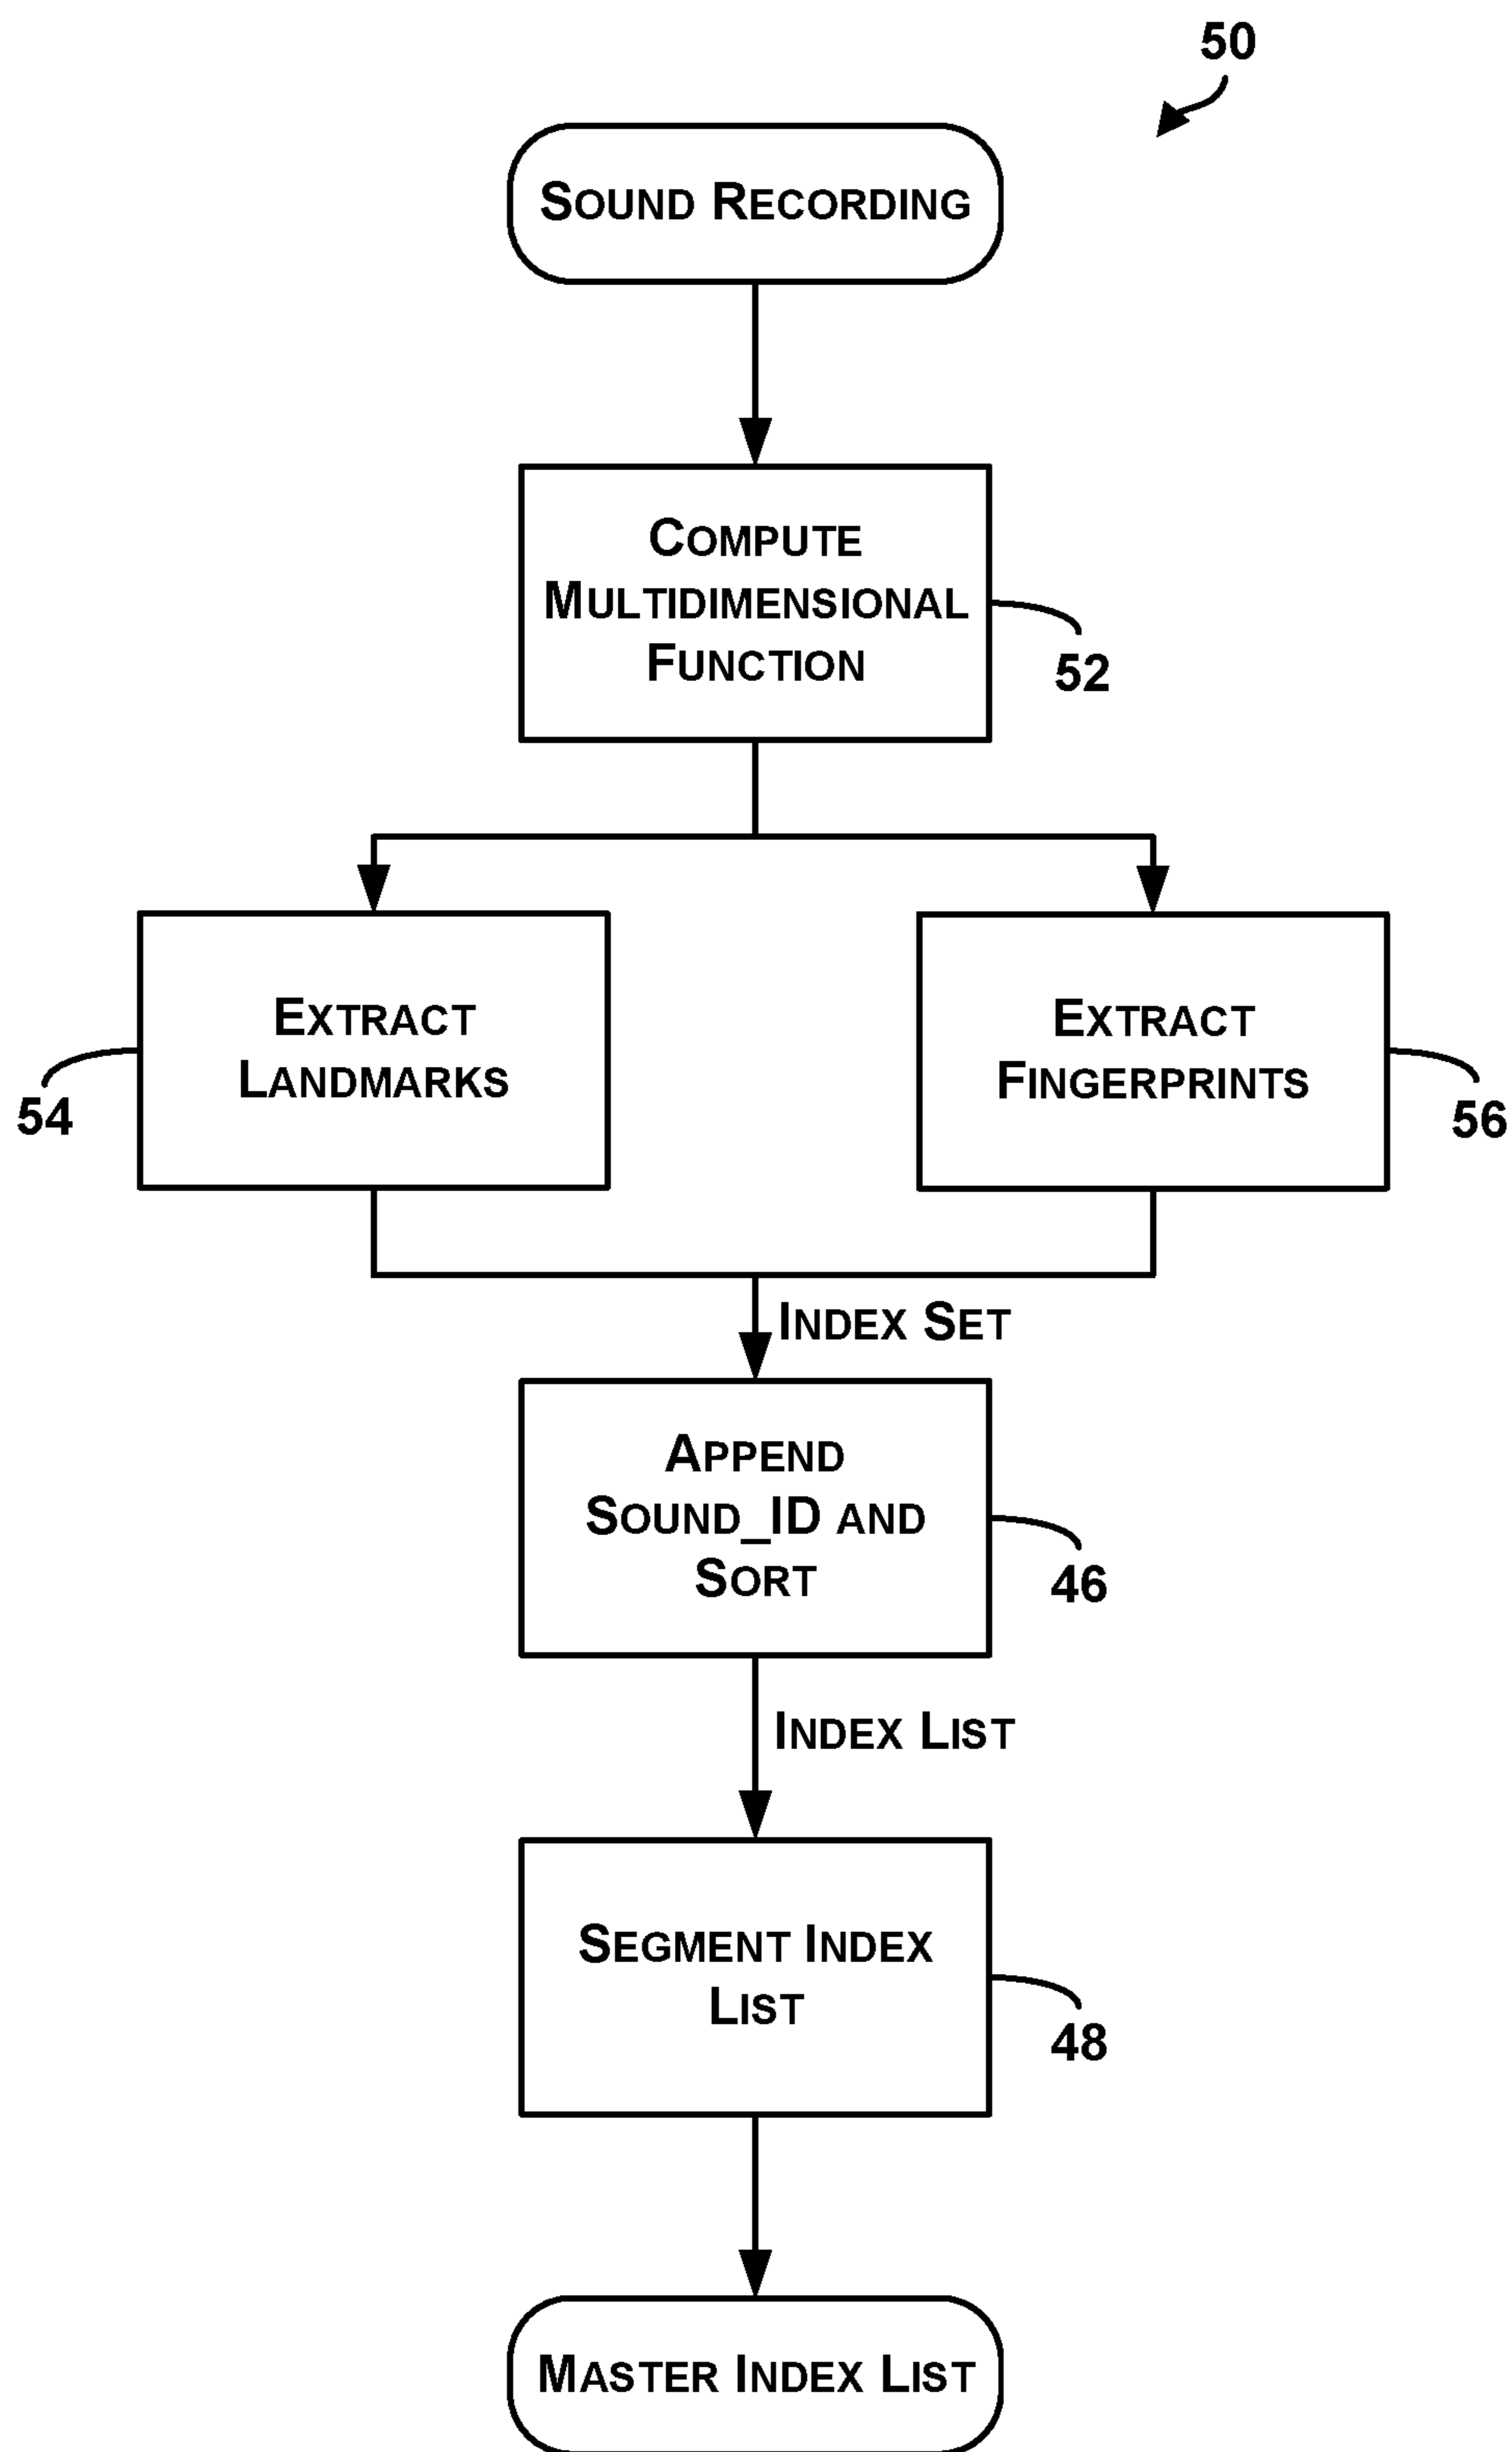 50
SOUND RECORDING
COMPUTE
MULTIDIMENSIONAL
FUNCTION
52
EXTRACT
LANDMARKS
54
EXTRACT
FINGERPRINTS
56
INDEX SET
APPEND
SOUND_ID AND
SORT
46
INDEX LIST
SEGMENT INDEX
LIST
48
MASTER INDEX LIST